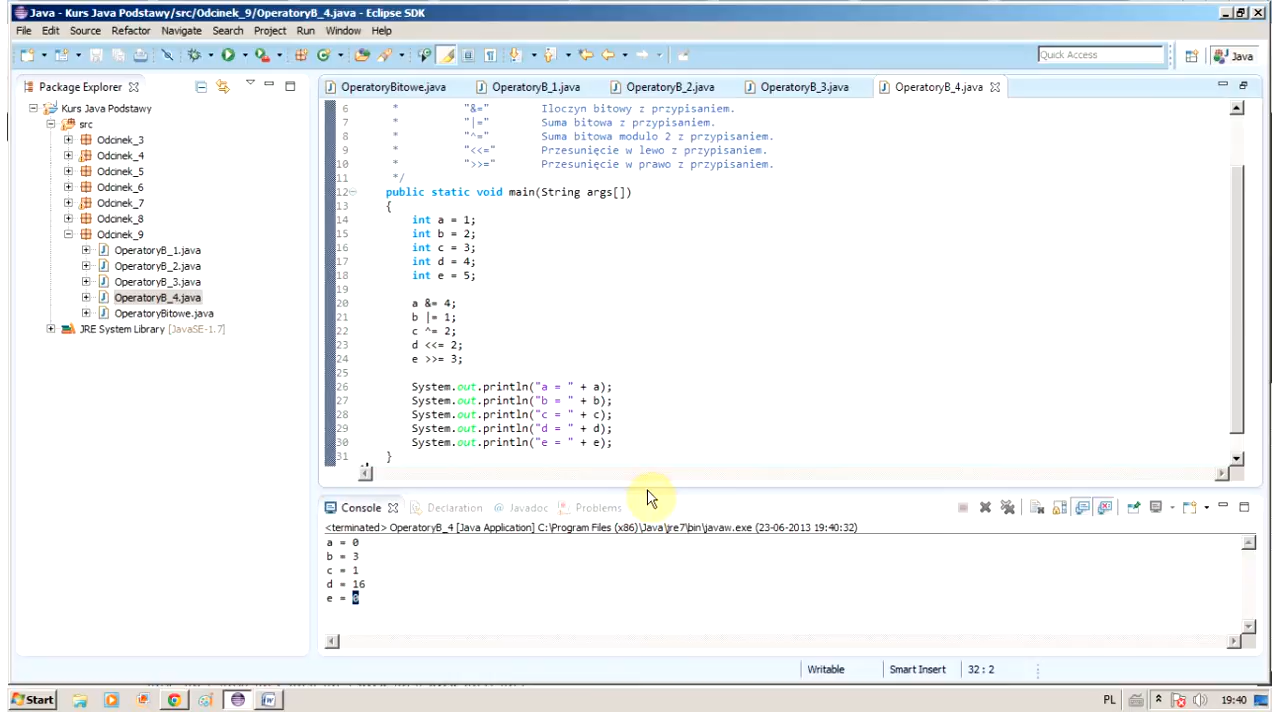 Java - Kurs Java Podstawy/src/Odcinek_9/OperatoryB_4.java - Eclipse SDK
File Edit Source Refactor Navigate Search Project Run Window Help
Quick Access
Java
Package Explorer
OperatoryBitowe.java OperatoryB_1.java OperatoryB_2.java OperatoryB_3.java OperatoryB_4.java
Kurs Java Podstawy
src
Odcinek_3
Odcinek_4
Odcinek_5
Odcinek_6
Odcinek_7
Odcinek_8
Odcinek_9
OperatoryB_1.java
OperatoryB_2.java
OperatoryB_3.java
OperatoryB_4.java
OperatoryBitowe.java
JRE System Library [JavaSE-1.7]
6 * "&=" Iloczyn bitowy z przypisaniem.
7 * "|=" Suma bitowa z przypisaniem.
8 * "^=" Suma bitowa modulo 2 z przypisaniem.
9 * "<<=" Przesunięcie w lewo z przypisaniem.
10 * ">>=" Przesunięcie w prawo z przypisaniem.
11 */
12 public static void main(String args[])
13 {
14 int a = 1;
15 int b = 2;
16 int c = 3;
17 int d = 4;
18 int e = 5;
19
20 a &= 4;
21 b |= 1;
22 c ^= 2;
23 d <<= 2;
24 e >>= 3;
25
26 System.out.println("a = " + a);
27 System.out.println("b = " + b);
28 System.out.println("c = " + c);
29 System.out.println("d = " + d);
30 System.out.println("e = " + e);
31 }
Console Declaration @ Javadoc Problems
<terminated> OperatoryB_4 [Java Application] C:\Program Files (x86)\Java\jre7\bin\javaw.exe (23-06-2013 19:40:32)
a = 0
b = 3
c = 1
d = 16
e = 0
Writable Smart Insert 32 : 2
Start
PL 19:40